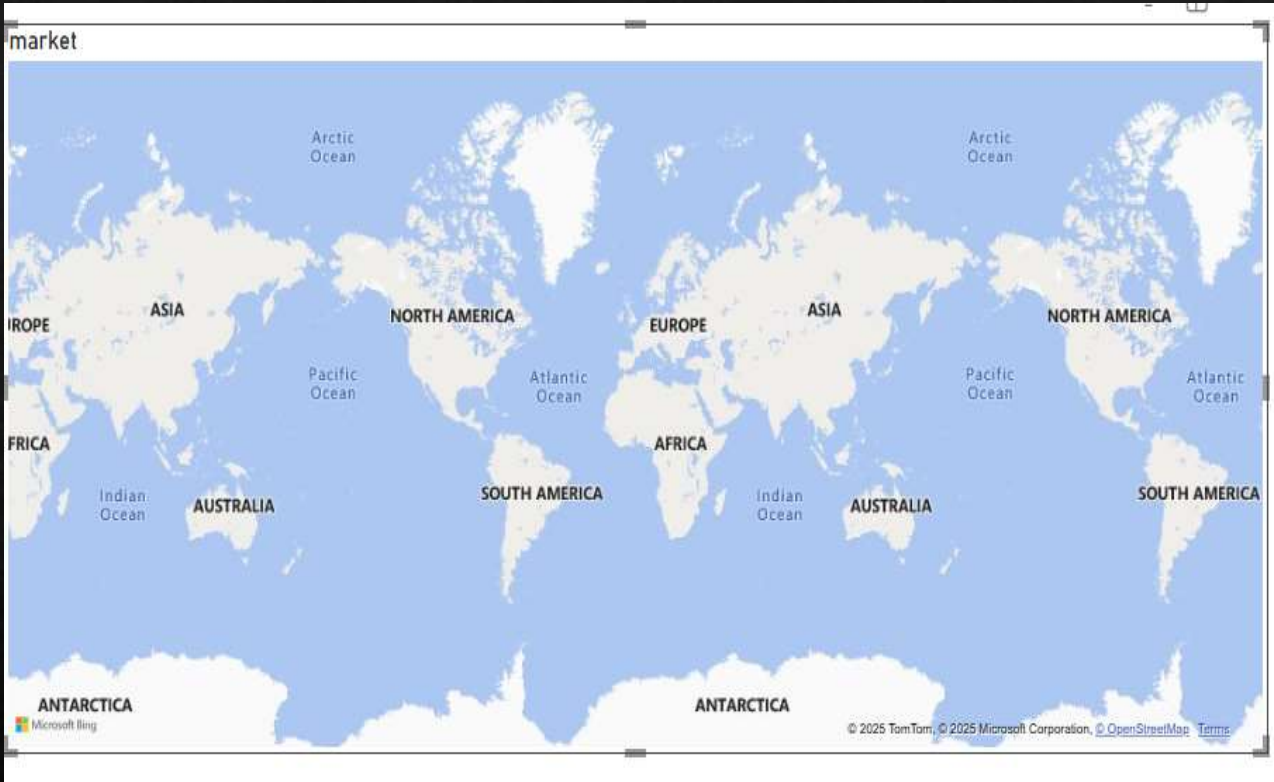 market
Arctic
Ocean
Arctic
Ocean
ASIA
NORTH AMERICA
UROPE
EUROPE
ASIA
NORTH AMERICA
Pacific
Ocean
Atlantic
Ocean
Pacific
Ocean
Atlantic
Ocean
FRICA
AFRICA
Indian
Ocean
AUSTRALIA
SOUTH AMERICA
Indian
Ocean
AUSTRALIA
SOUTH AMERICA
ANTARCTICA
ANTARCTICA
Microsoft Bing
© 2025 TomTom, © 2025 Microsoft Corporation, © OpenStreetMap Terms